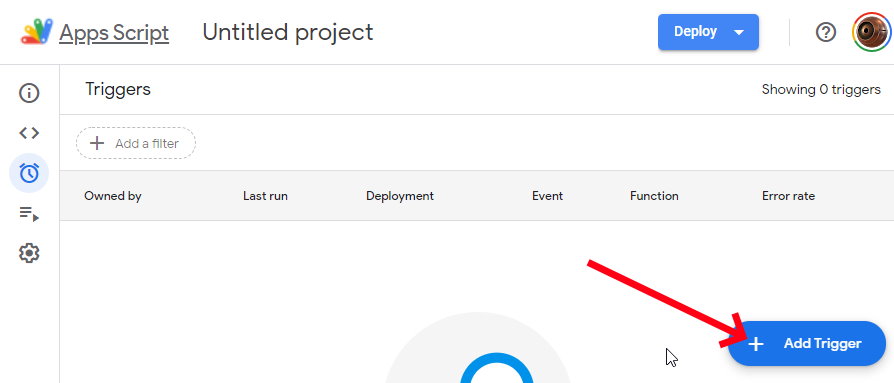 Apps Script Untitled project Deploy
Triggers Showing 0 triggers
Add a filter
Owned by Last run Deployment Event Function Error rate
Add Trigger